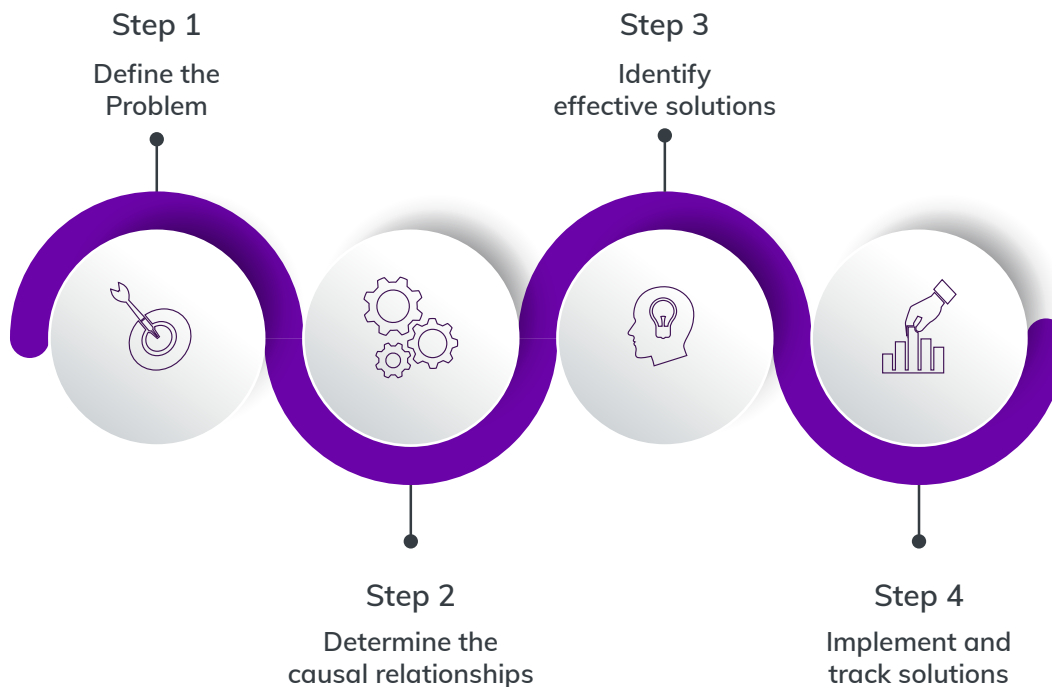 Step 1
Define the
Problem
Step 2
Determine the
causal relationships
Step 3
Identify
effective solutions
Step 4
Implement and
track solutions